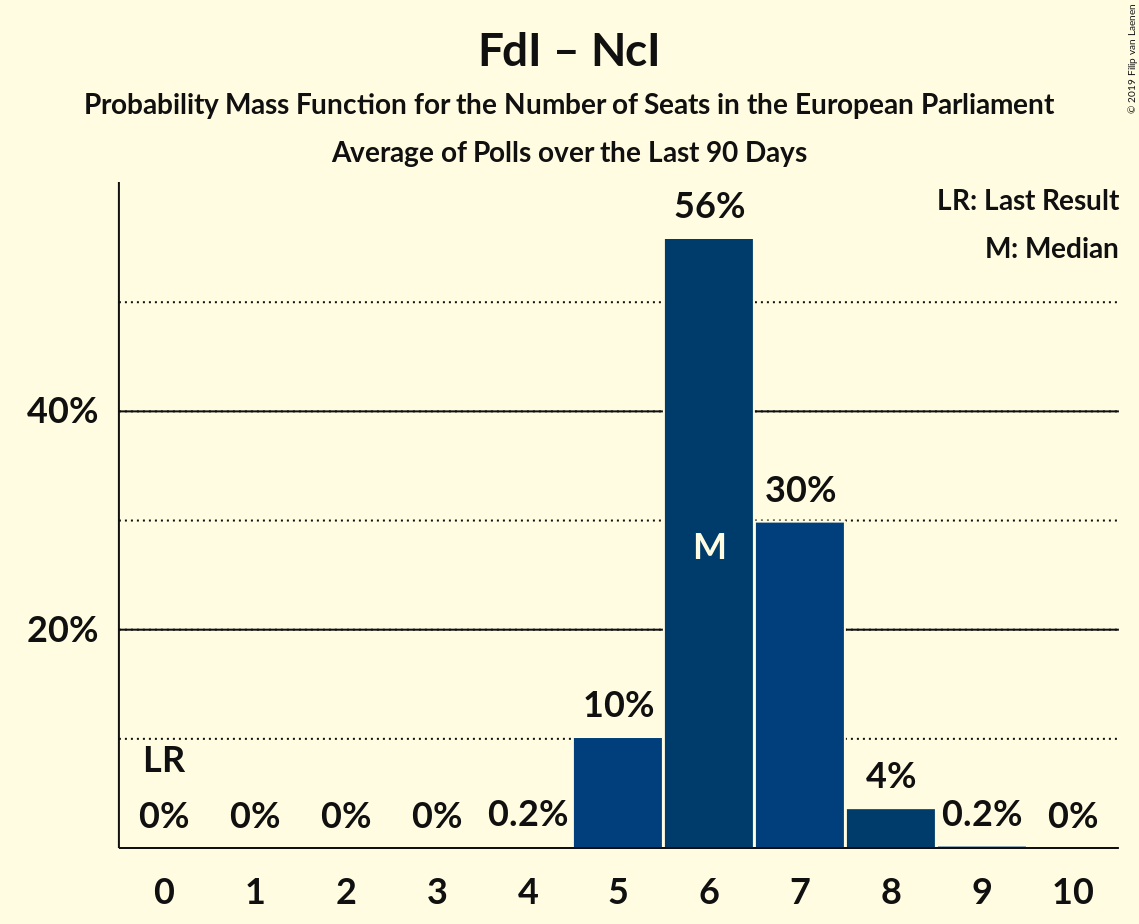 FdI – NcI
Probability Mass Function for the Number of Seats in the European Parliament
Average of Polls over the Last 90 Days
© 2019 Filip van Laenen
LR: Last Result
M: Median
56%
40%
30%
M
20%
10%
LR
4%
0% 0% 0% 0% 0.2% 0.2% 0%
0 1 2 3 4 5 6 7 8 9 10